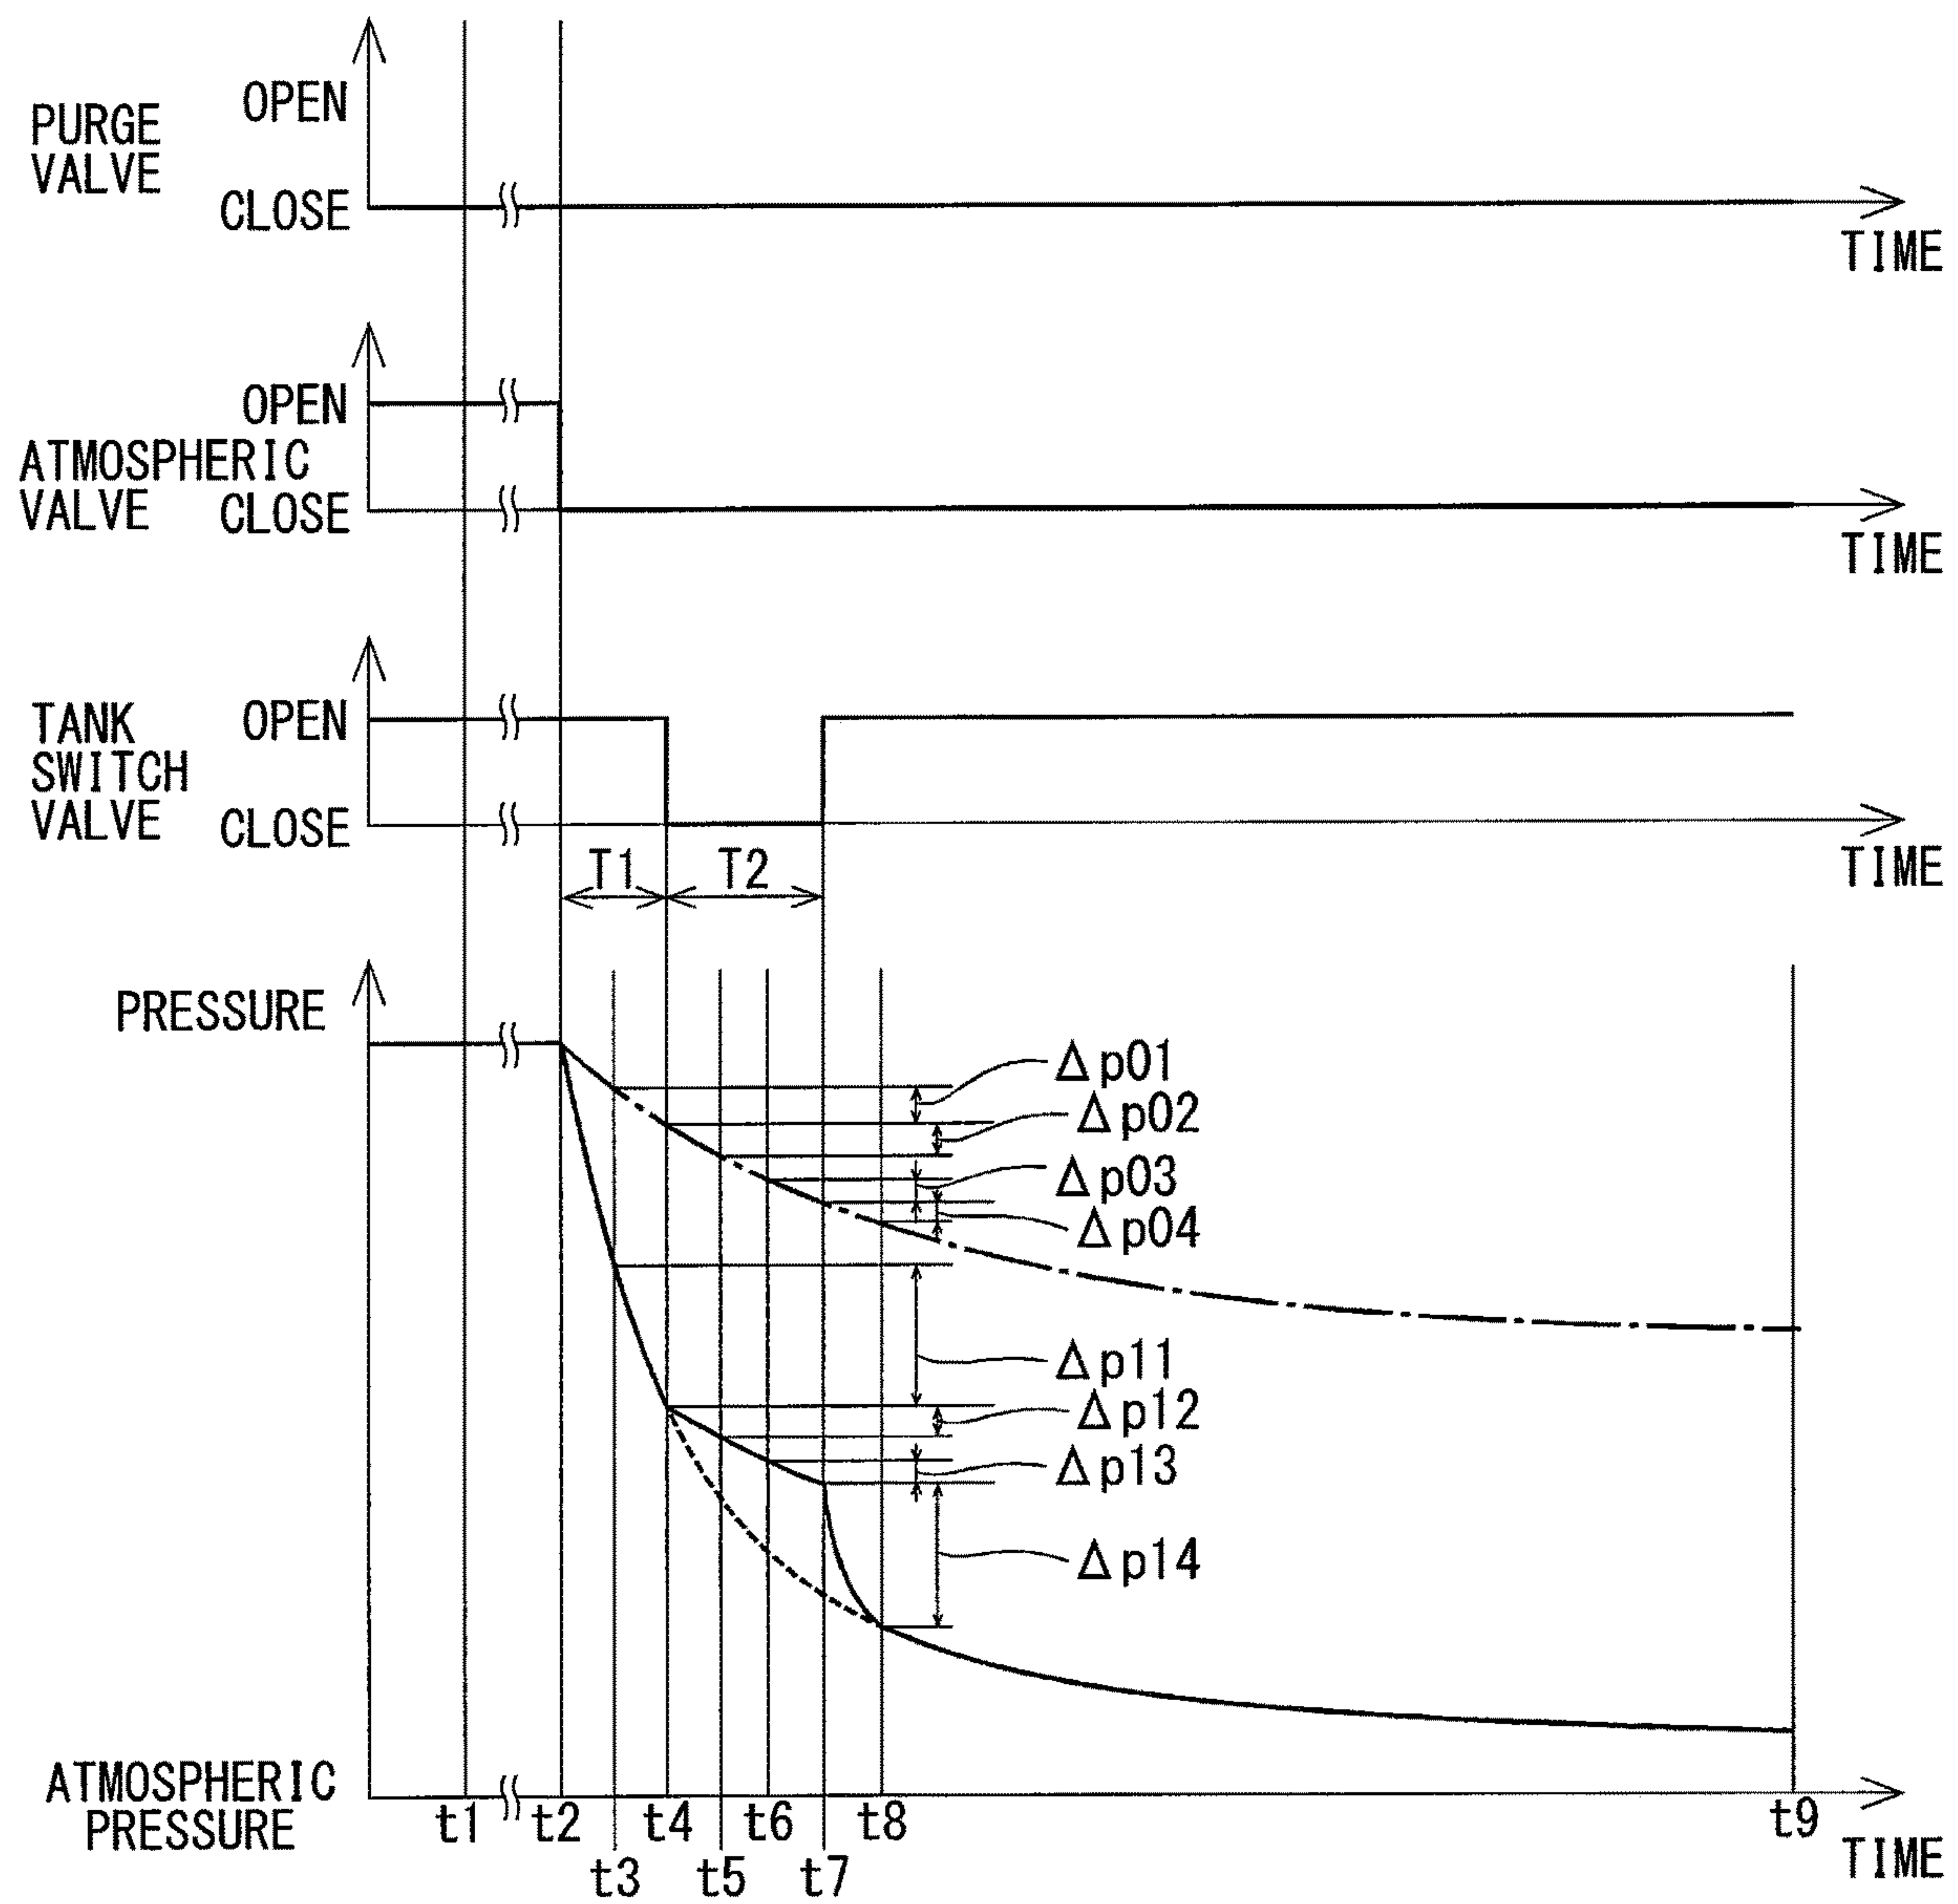 PURGE
VALVE
OPEN
CLOSE
TIME
ATMOSPHERIC
VALVE
OPEN
CLOSE
TIME
TANK
SWITCH
VALVE
OPEN
CLOSE
TIME
T1
T2
PRESSURE
Δp01
Δp02
Δp03
Δp04
Δp11
Δp12
Δp13
Δp14
ATMOSPHERIC
PRESSURE
t1
t2
t3
t4
t5
t6
t7
t8
t9
TIME